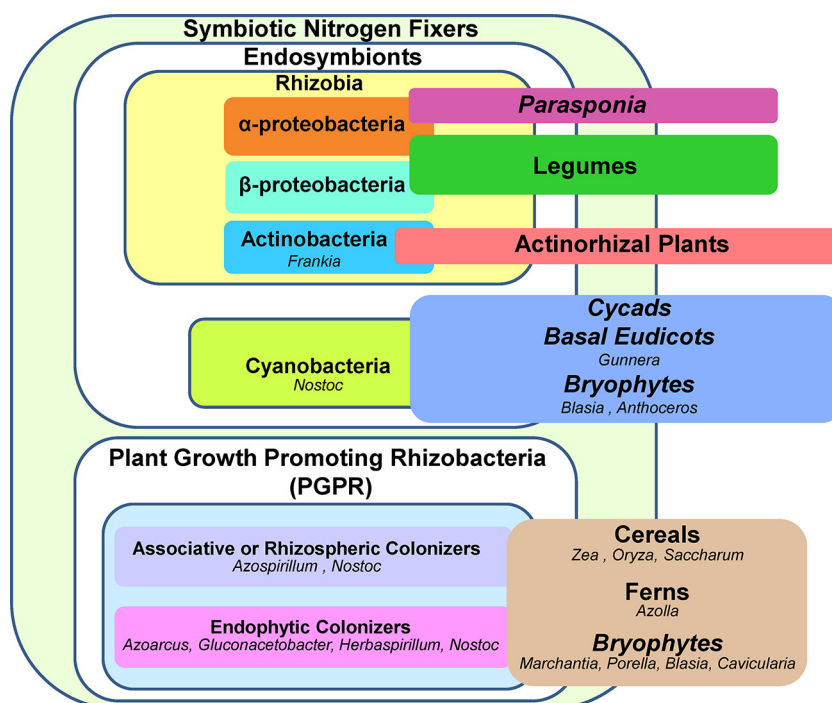 Symbiotic Nitrogen Fixers
Endosymbionts
Rhizobia
α-proteobacteria
Parasponia
β-proteobacteria
Legumes
Actinobacteria
Frankia
Actinorhizal Plants
Cyanobacteria
Nostoc
Cycads
Basal Eudicots
Gunnera
Bryophytes
Blasia , Anthoceros
Plant Growth Promoting Rhizobacteria
(PGPR)
Associative or Rhizospheric Colonizers
Azospirillum , Nostoc
Endophytic Colonizers
Azoarcus, Gluconacetobacter, Herbaspirillum, Nostoc
Cereals
Zea , Oryza, Saccharum
Ferns
Azolla
Bryophytes
Marchantia, Porella, Blasia, Cavicularia